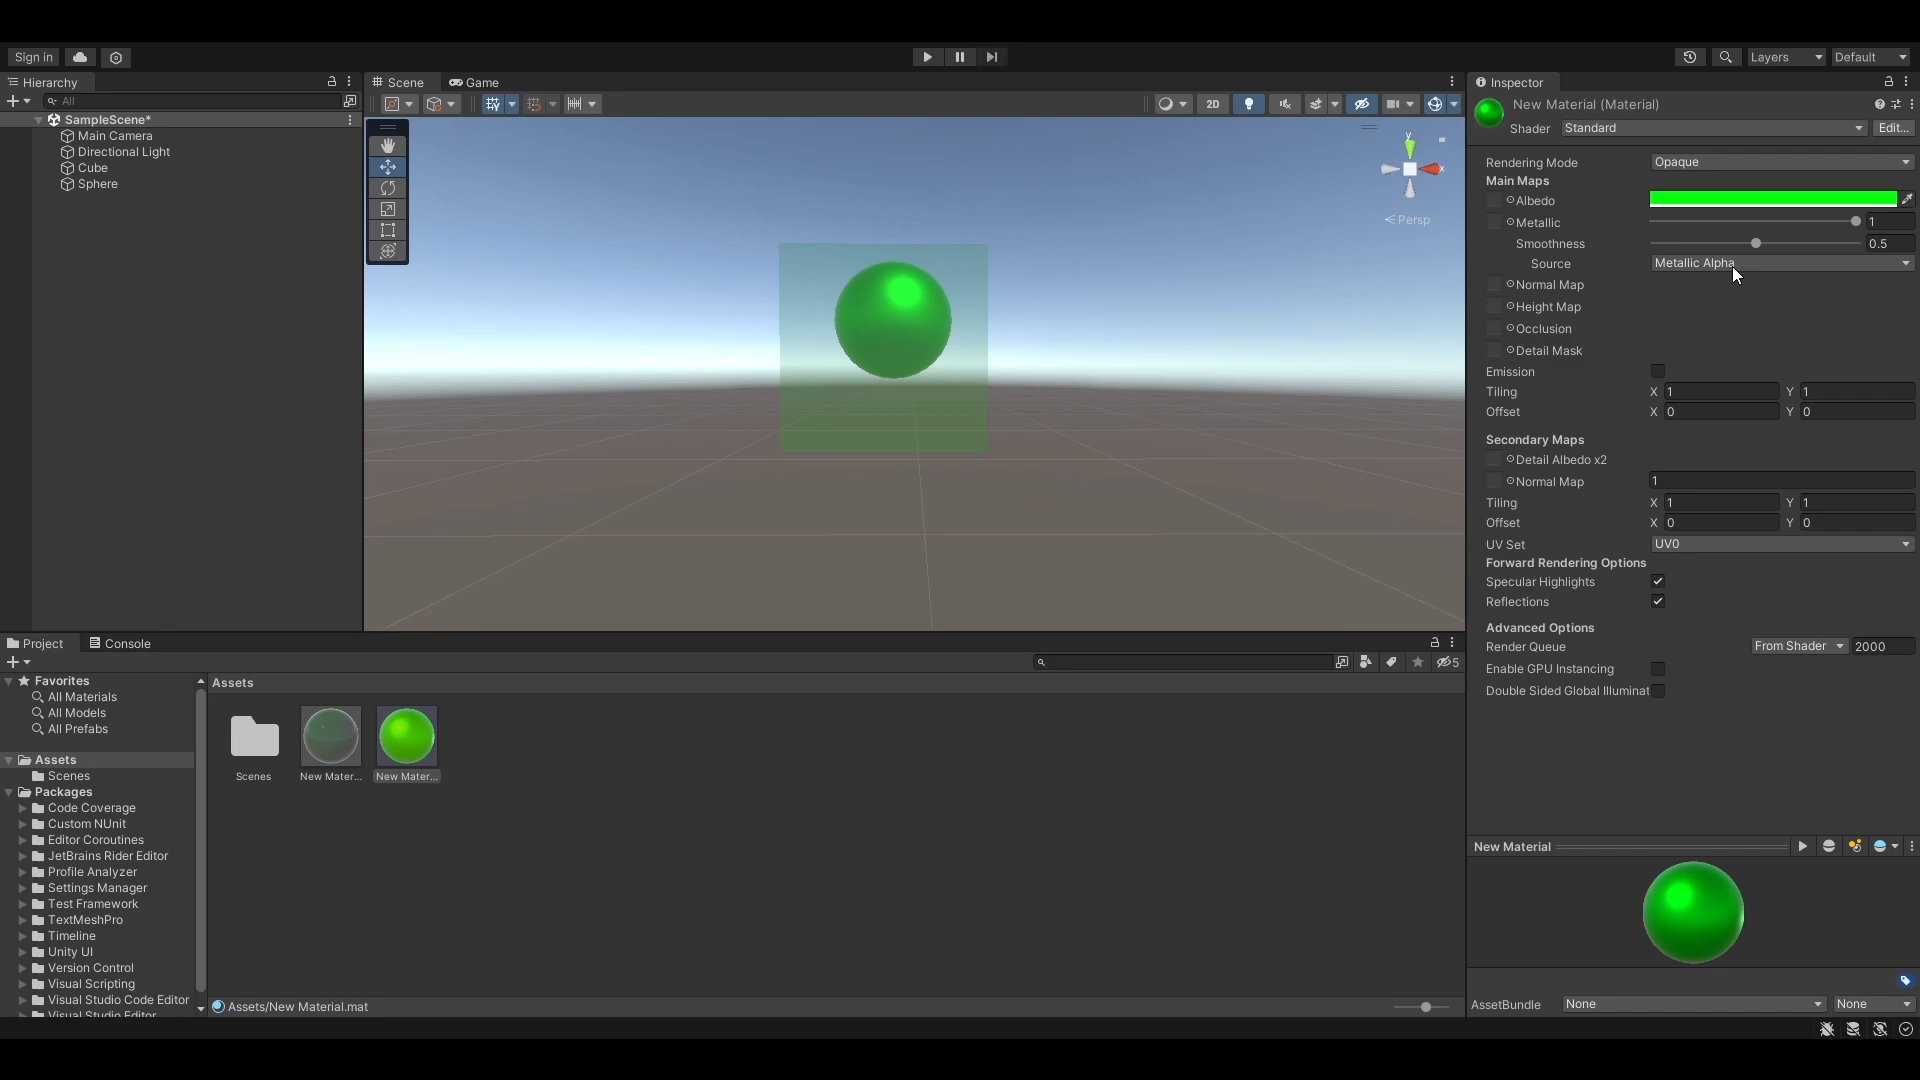 Sign in
Layers
Default
Hierarchy
All
SampleScene*
Main Camera
Directional Light
Cube
Sphere
Scene
Game
2D
y
x
Persp
Inspector
New Material (Material)
Shader
Standard
Edit...
Rendering Mode
Opaque
Main Maps
Albedo
Metallic
1
Smoothness
0.5
Source
Metallic Alpha
Normal Map
Height Map
Occlusion
Detail Mask
Emission
Tiling
X 1
Y 1
Offset
X 0
Y 0
Secondary Maps
Detail Albedo x2
Normal Map
1
Tiling
X 1
Y 1
Offset
X 0
Y 0
UV Set
UV0
Forward Rendering Options
Specular Highlights
Reflections
Advanced Options
Render Queue
From Shader
2000
Enable GPU Instancing
Double Sided Global Illuminat
Project
Console
5
Favorites
All Materials
All Models
All Prefabs
Assets
Scenes
Packages
Code Coverage
Custom NUnit
Editor Coroutines
JetBrains Rider Editor
Profile Analyzer
Settings Manager
Test Framework
TextMeshPro
Timeline
Unity UI
Version Control
Visual Scripting
Visual Studio Code Editor
Visual Studio Editor
Assets
Scenes
New Mater...
New Mater...
Assets/New Material.mat
New Material
AssetBundle
None
None